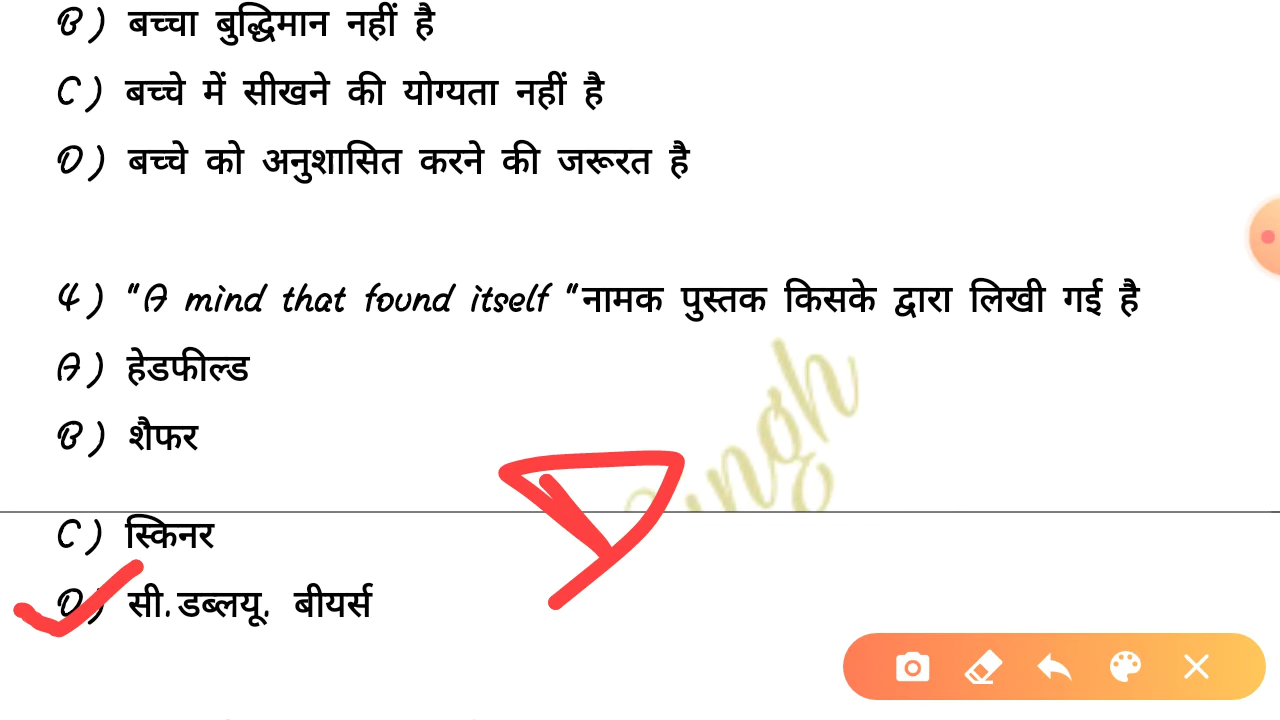 B) बच्चा बुद्धिमान नहीं है
C) बच्चे में सीखने की योग्यता नहीं है
D) बच्चे को अनुशासित करने की जरूरत है
4) "A mind that found itself "नामक पुस्तक किसके द्वारा लिखी गई है
A) हेडफील्ड
B) शैफर
C) स्किनर
D) सी.डब्लयू. बीयर्स